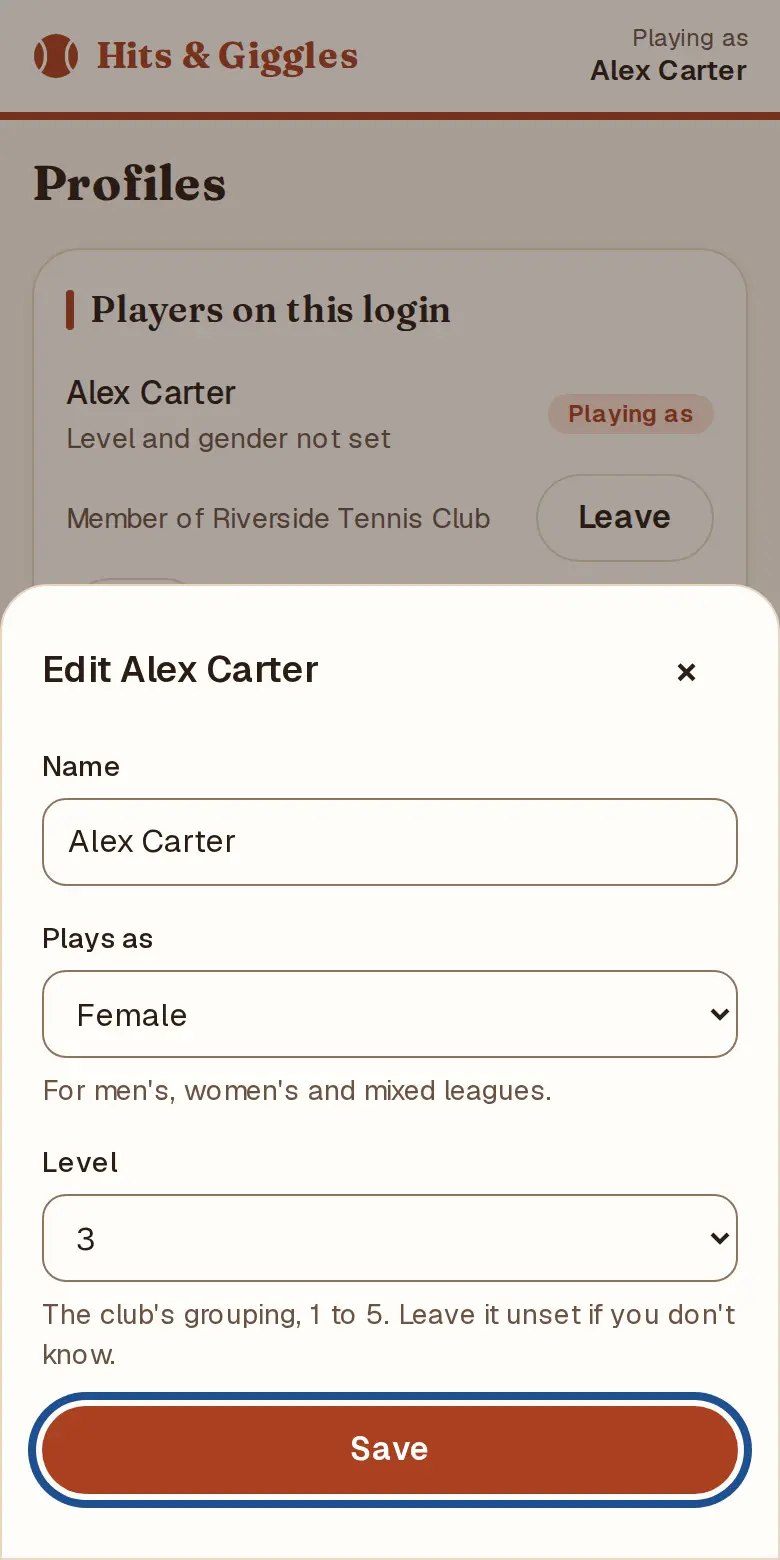 Hits & Giggles
Playing as
Alex Carter
Profiles
Players on this login
Alex Carter
Level and gender not set
Playing as
Member of Riverside Tennis Club
Leave
Edit Alex Carter
×
Name
Alex Carter
Plays as
Female
For men's, women's and mixed leagues.
Level
3
The club's grouping, 1 to 5. Leave it unset if you don't
know.
Save